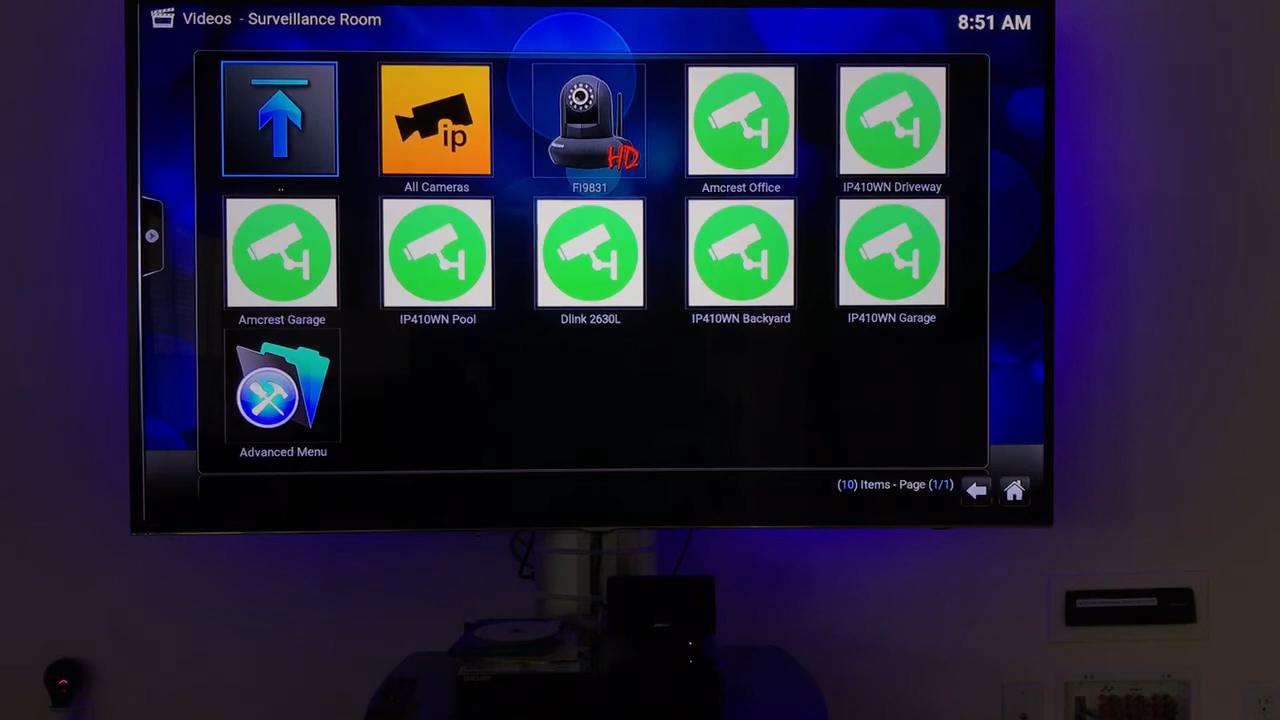 Videos - Surveillance Room
8:51 AM
ip
HD
..
All Cameras
FI9831
Amcrest Office
IP410WN Driveway
Amcrest Garage
IP410WN Pool
Dlink 2630L
IP410WN Backyard
IP410WN Garage
Advanced Menu
(10) Items - Page (1/1)